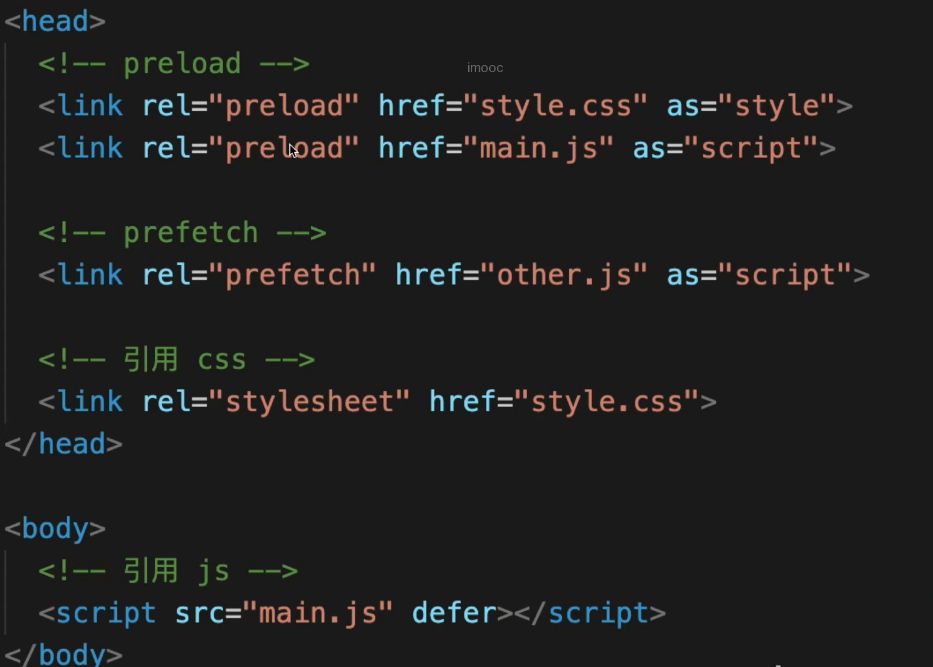 <head>
<!-- preload -->
imooc
<link rel="preload" href="style.css" as="style">
<link rel="preload" href="main.js" as="script">
<!-- prefetch -->
<link rel="prefetch" href="other.js" as="script">
<!-- 引用 css -->
<link rel="stylesheet" href="style.css">
</head>
<body>
<!-- 引用 js -->
<script src="main.js" defer></script>
</body>